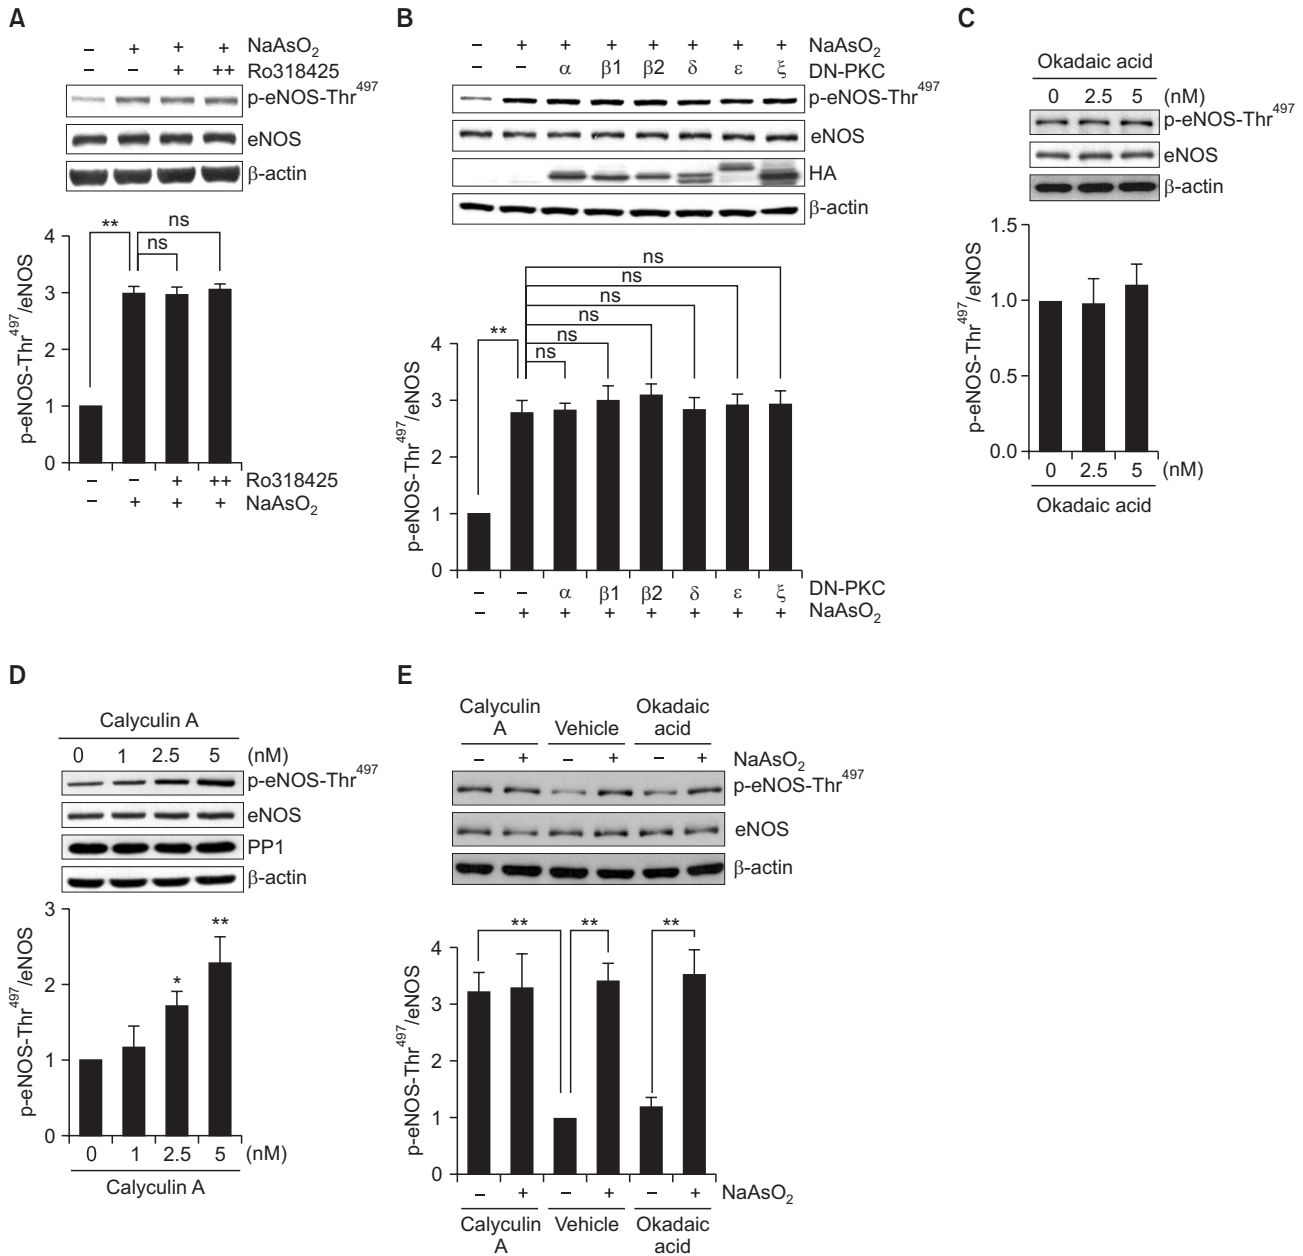 A
– + + + NaAsO2
– – + ++ Ro318425
p-eNOS-Thr497
eNOS
β-actin
**
ns
ns
4
3
2
1
0
p-eNOS-Thr497/eNOS
– – + ++ Ro318425
– + + + NaAsO2
B
– + + + + + + + NaAsO2
– – α β1 β2 δ ε ξ DN-PKC
p-eNOS-Thr497
eNOS
HA
β-actin
ns
ns
ns
ns
ns
ns
**
4
3
2
1
0
p-eNOS-Thr497/eNOS
– – α β1 β2 δ ε ξ DN-PKC
– + + + + + + + NaAsO2
C
Okadaic acid
0 2.5 5 (nM)
p-eNOS-Thr497
eNOS
β-actin
1.5
1.0
0.5
0.0
p-eNOS-Thr497/eNOS
0 2.5 5 (nM)
Okadaic acid
D
Calyculin A
0 1 2.5 5 (nM)
p-eNOS-Thr497
eNOS
PP1
β-actin
3
2
1
0
p-eNOS-Thr497/eNOS
*
**
0 1 2.5 5 (nM)
Calyculin A
E
Calyculin A
Vehicle
Okadaic acid
– + – + – + NaAsO2
p-eNOS-Thr497
eNOS
β-actin
** ** **
4
3
2
1
0
p-eNOS-Thr497/eNOS
– + – + – + NaAsO2
Calyculin A
Vehicle
Okadaic acid